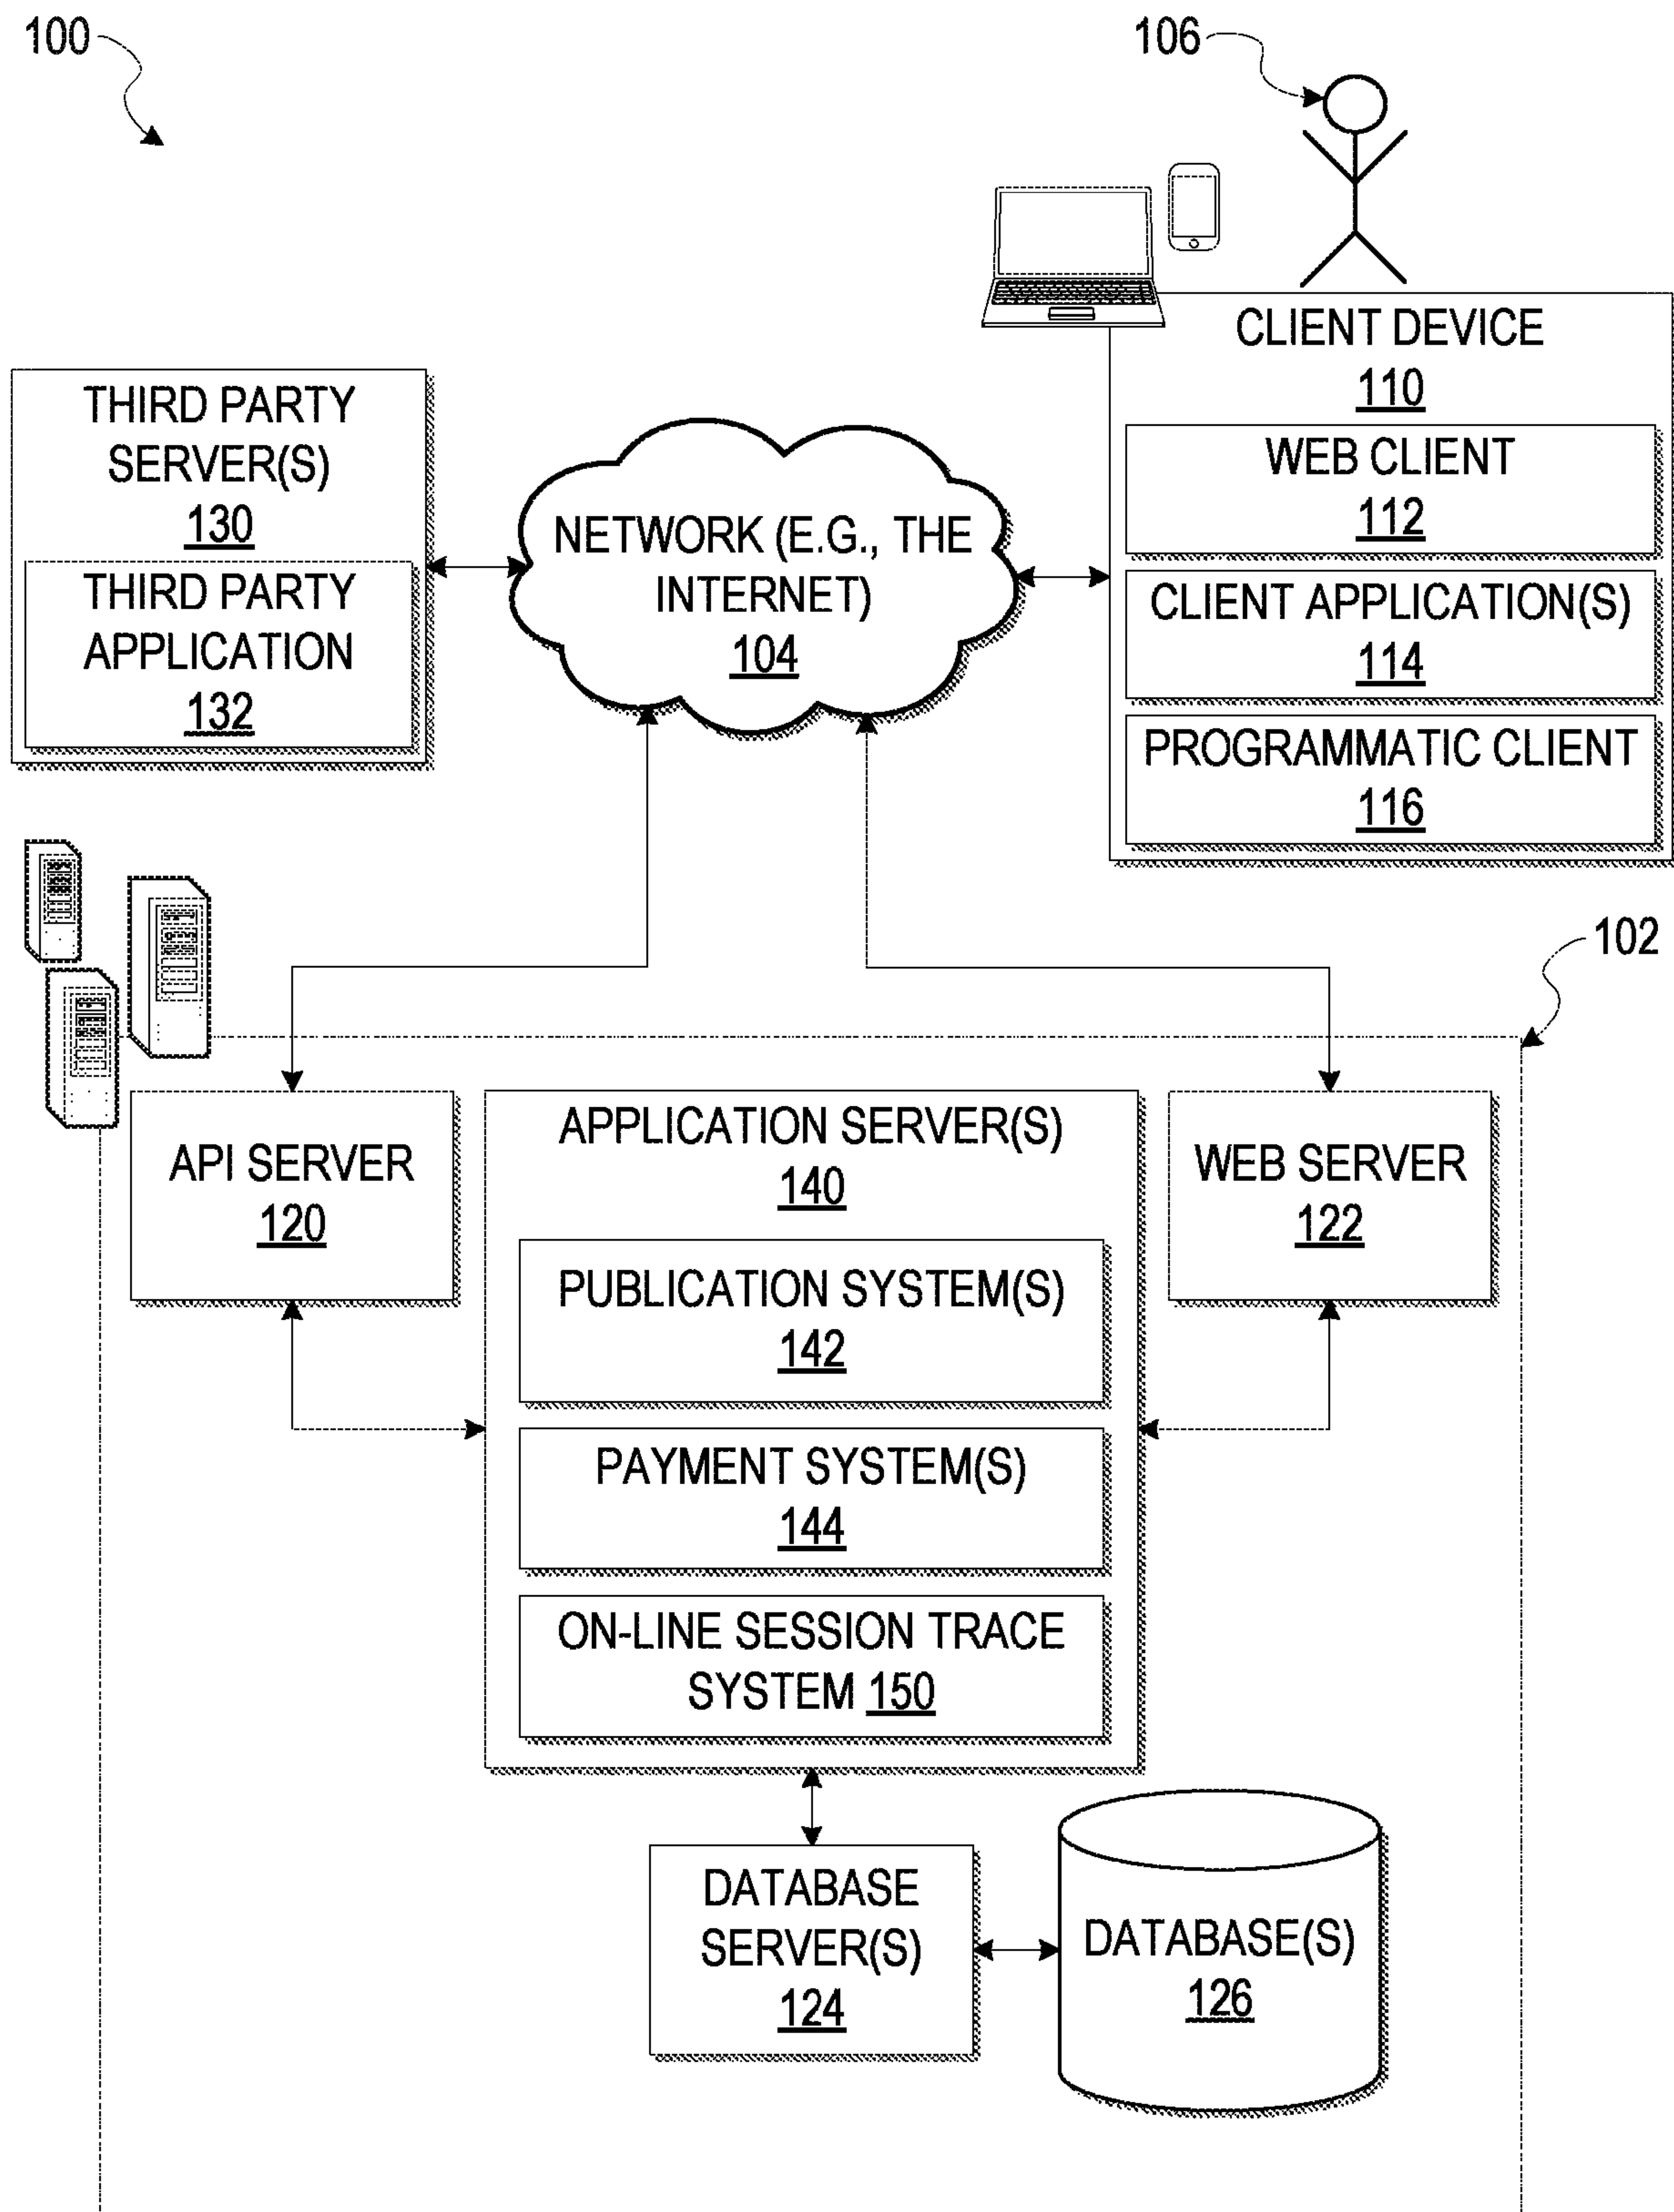 100
106
CLIENT DEVICE
110
WEB CLIENT
112
CLIENT APPLICATION(S)
114
PROGRAMMATIC CLIENT
116
THIRD PARTY
SERVER(S)
130
THIRD PARTY
APPLICATION
132
NETWORK (E.G., THE
INTERNET)
104
102
API SERVER
120
APPLICATION SERVER(S)
140
PUBLICATION SYSTEM(S)
142
PAYMENT SYSTEM(S)
144
ON-LINE SESSION TRACE
SYSTEM 150
WEB SERVER
122
DATABASE
SERVER(S)
124
DATABASE(S)
126